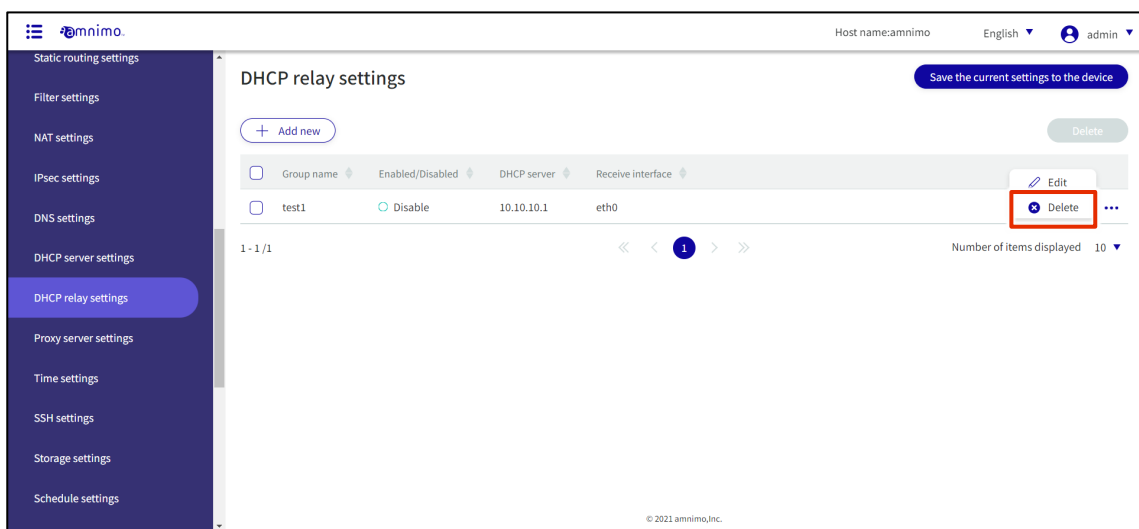 amnimo.
Host name:amnimo
English
admin
Static routing settings
Filter settings
NAT settings
IPsec settings
DNS settings
DHCP server settings
DHCP relay settings
Proxy server settings
Time settings
SSH settings
Storage settings
Schedule settings
DHCP relay settings
Save the current settings to the device
+ Add new
Delete
Group name Enabled/Disabled DHCP server Receive interface
Edit
test1 Disable 10.10.10.1 eth0
Delete
1 - 1 /1
1
Number of items displayed 10
© 2021 amnimo,Inc.